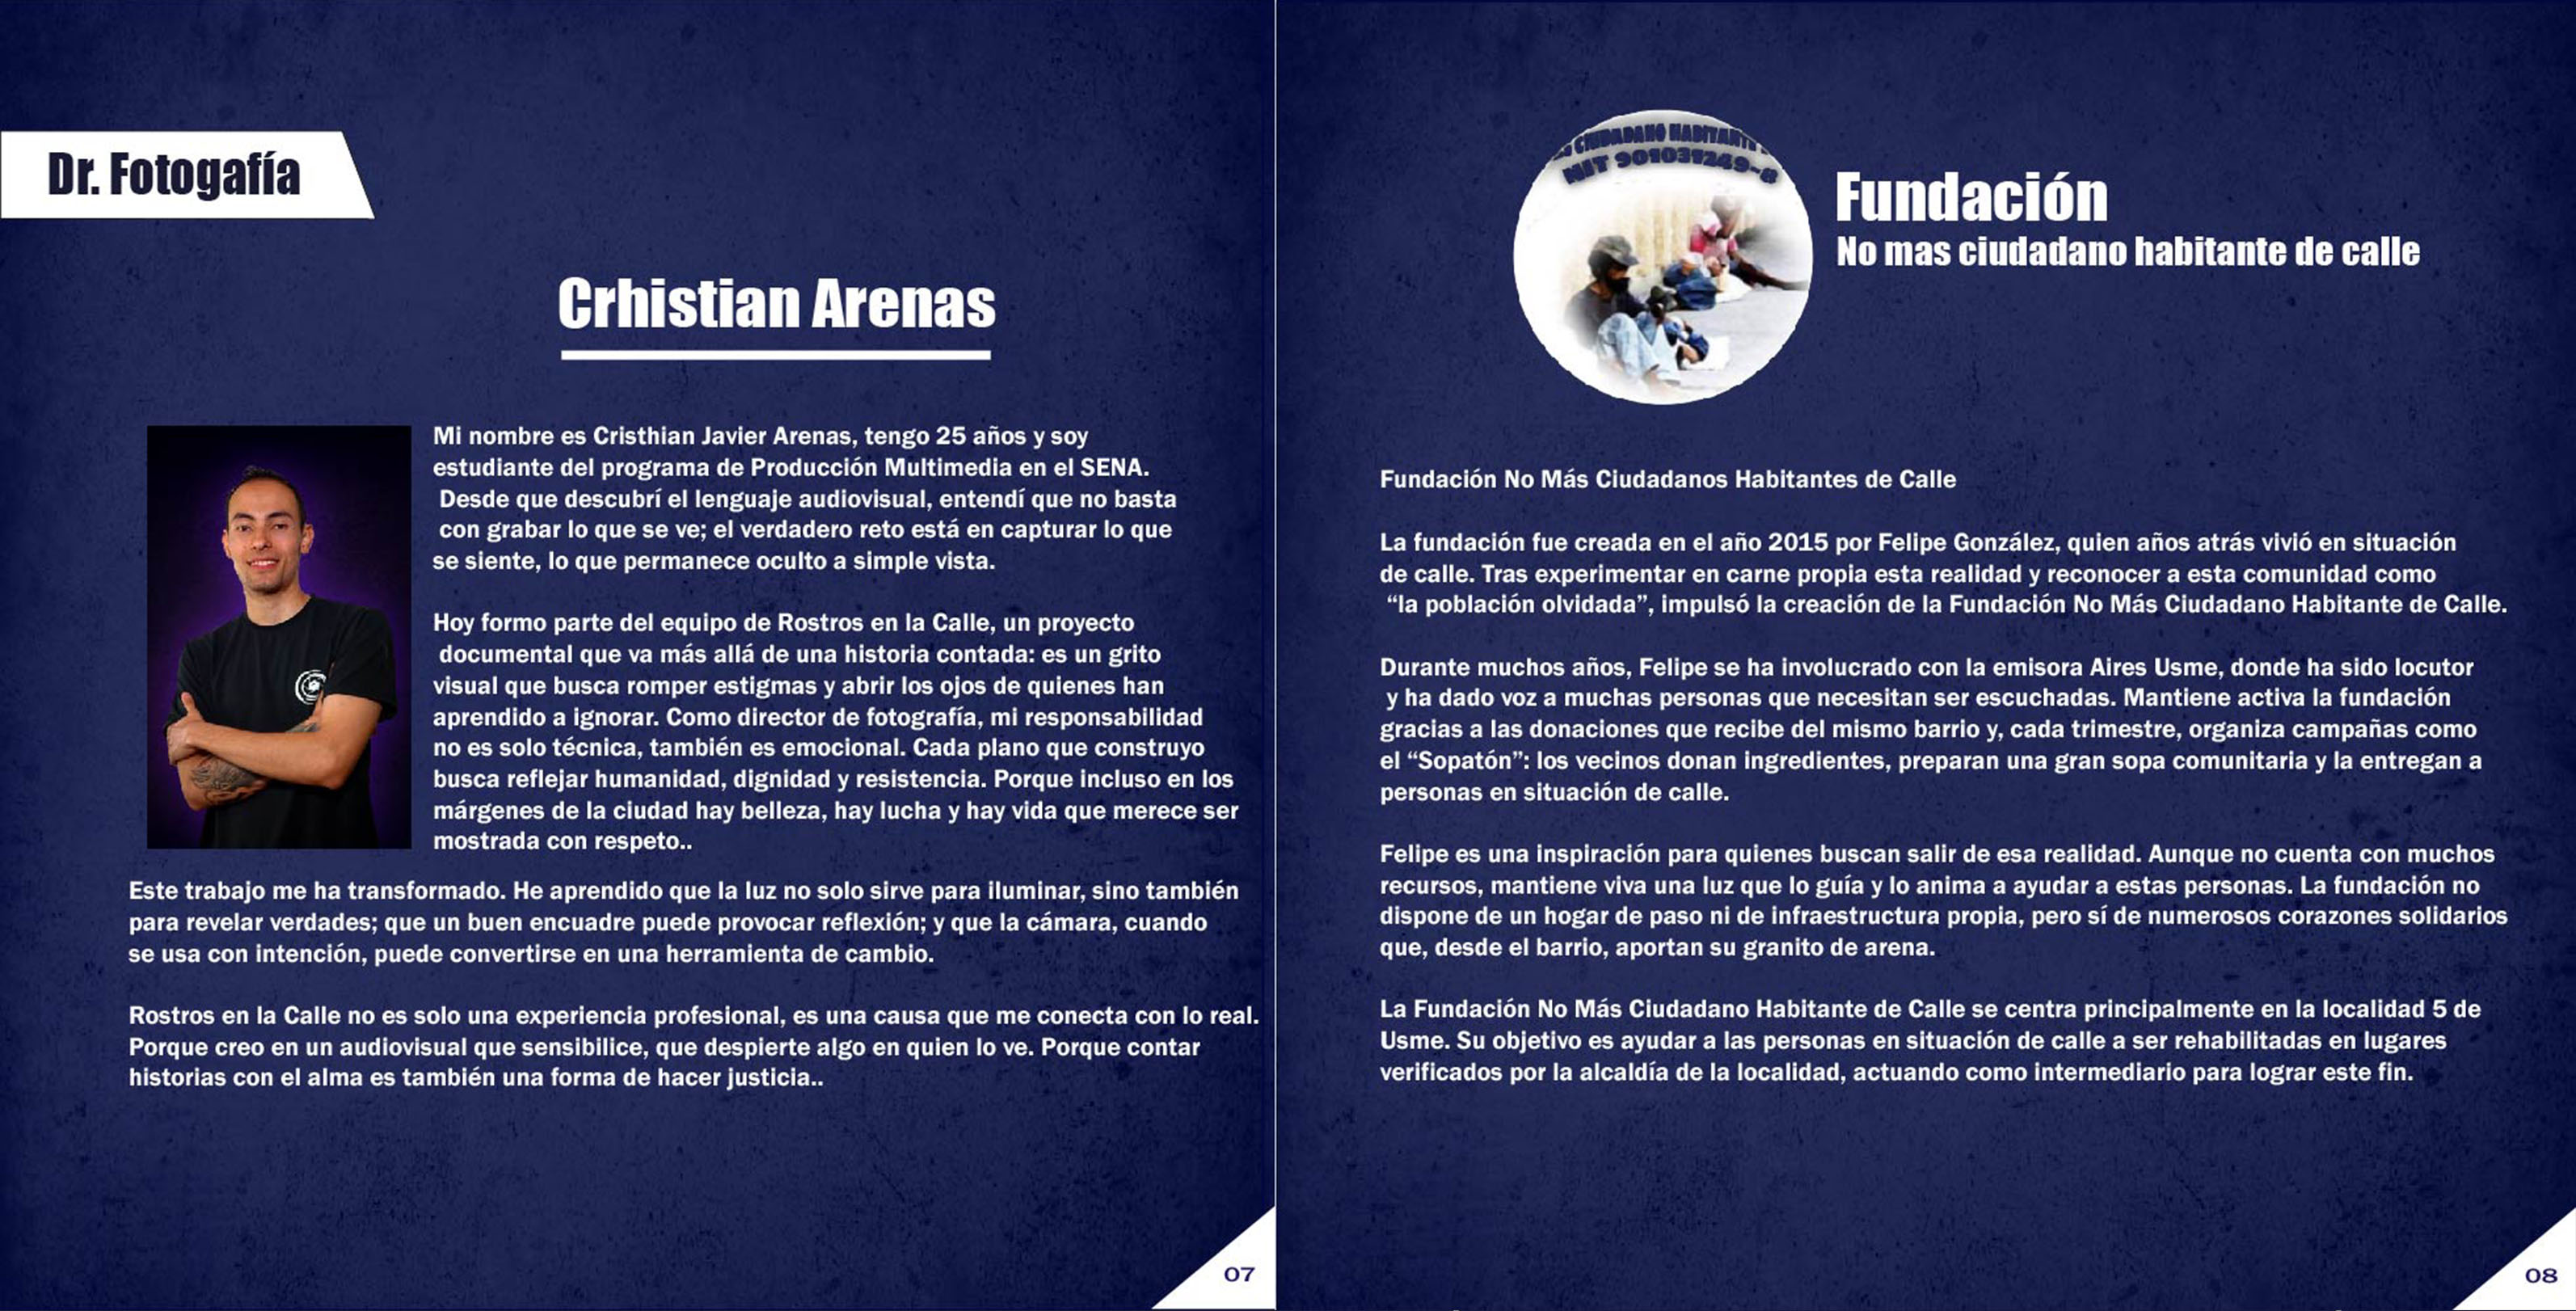 Dr. Fotogafía
Crhistian Arenas
Mi nombre es Cristhian Javier Arenas, tengo 25 años y soy
estudiante del programa de Producción Multimedia en el SENA.
Desde que descubrí el lenguaje audiovisual, entendí que no basta
con grabar lo que se ve; el verdadero reto está en capturar lo que
se siente, lo que permanece oculto a simple vista.
Hoy formo parte del equipo de Rostros en la Calle, un proyecto
documental que va más allá de una historia contada: es un grito
visual que busca romper estigmas y abrir los ojos de quienes han
aprendido a ignorar. Como director de fotografía, mi responsabilidad
no es solo técnica, también es emocional. Cada plano que construyo
busca reflejar humanidad, dignidad y resistencia. Porque incluso en los
márgenes de la ciudad hay belleza, hay lucha y hay vida que merece ser
mostrada con respeto..
Este trabajo me ha transformado. He aprendido que la luz no solo sirve para iluminar, sino también
para revelar verdades; que un buen encuadre puede provocar reflexión; y que la cámara, cuando
se usa con intención, puede convertirse en una herramienta de cambio.
Rostros en la Calle no es solo una experiencia profesional, es una causa que me conecta con lo real.
Porque creo en un audiovisual que sensibilice, que despierte algo en quien lo ve. Porque contar
historias con el alma es también una forma de hacer justicia..
07
CIUDADANO HABITANTE
NIT 901031249-8
Fundación
No mas ciudadano habitante de calle
Fundación No Más Ciudadanos Habitantes de Calle
La fundación fue creada en el año 2015 por Felipe González, quien años atrás vivió en situación
de calle. Tras experimentar en carne propia esta realidad y reconocer a esta comunidad como
“la población olvidada”, impulsó la creación de la Fundación No Más Ciudadano Habitante de Calle.
Durante muchos años, Felipe se ha involucrado con la emisora Aires Usme, donde ha sido locutor
y ha dado voz a muchas personas que necesitan ser escuchadas. Mantiene activa la fundación
gracias a las donaciones que recibe del mismo barrio y, cada trimestre, organiza campañas como
el “Sopatón”: los vecinos donan ingredientes, preparan una gran sopa comunitaria y la entregan a
personas en situación de calle.
Felipe es una inspiración para quienes buscan salir de esa realidad. Aunque no cuenta con muchos
recursos, mantiene viva una luz que lo guía y lo anima a ayudar a estas personas. La fundación no
dispone de un hogar de paso ni de infraestructura propia, pero sí de numerosos corazones solidarios
que, desde el barrio, aportan su granito de arena.
La Fundación No Más Ciudadano Habitante de Calle se centra principalmente en la localidad 5 de
Usme. Su objetivo es ayudar a las personas en situación de calle a ser rehabilitadas en lugares
verificados por la alcaldía de la localidad, actuando como intermediario para lograr este fin.
08